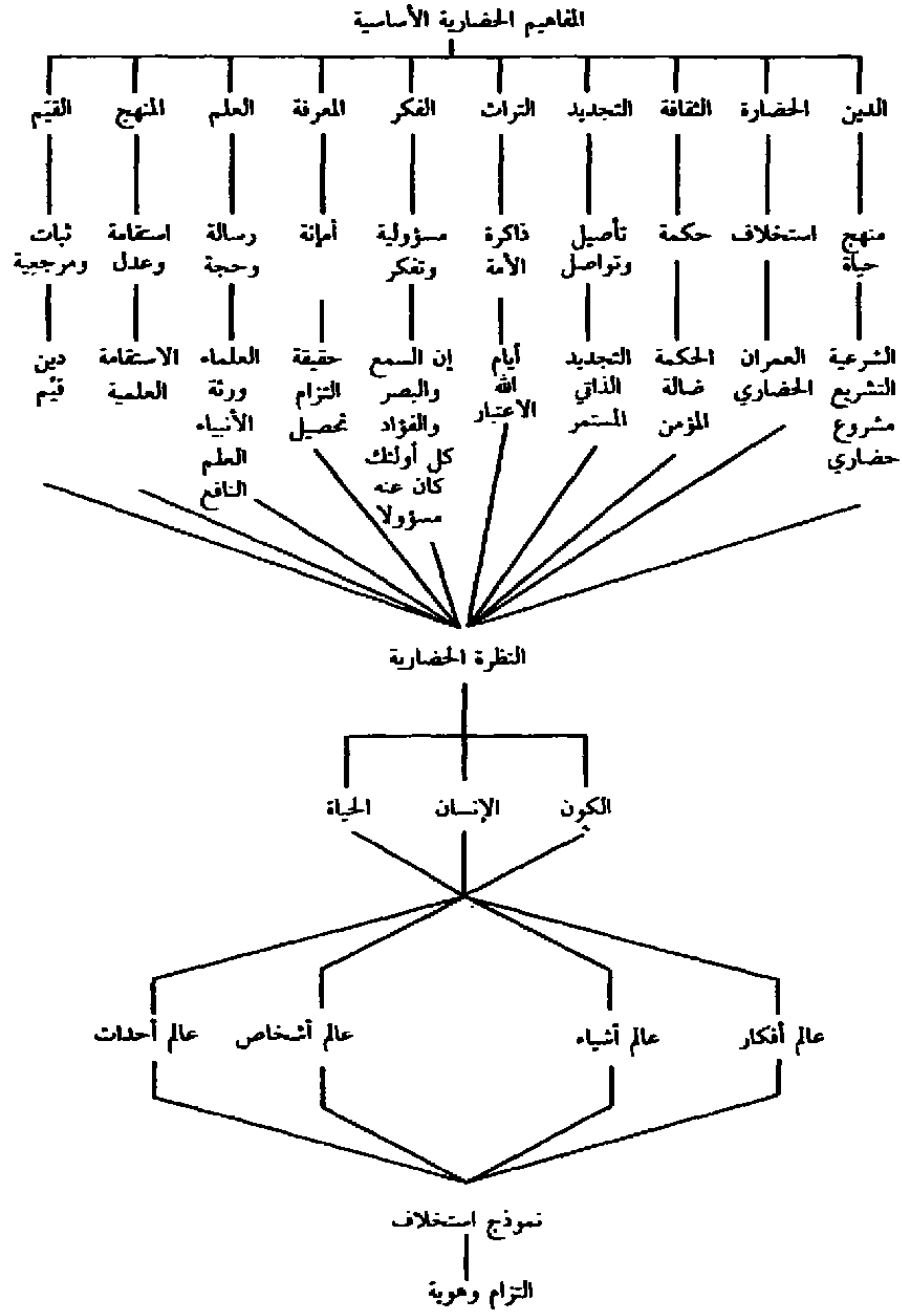 المفاهيم الحضارية الأساسية
الدين
الحضارة
الثقافة
التجديد
التراث
الفكر
المعرفة
العلم
المنهج
القيم
منهج
حياة
استخلاف
حكمة
تأصيل
وتواصل
ذاكرة
الأمة
مسؤولية
وتفكر
أمانة
رسالة
وحجة
استقامة
وعدل
ثبات
ومرجعية
الشرعية
التشريع
مشروع
حضاري
العمران
الحضاري
الحكمة
ضالة
المؤمن
التجديد
الذاتي
المستمر
أيام
الله
الاعتبار
إن السمع
والبصر
والفؤاد
كل أولئك
كان عنه
مسؤولا
حقيقة
التزام
تحصيل
العلماء
ورثة
الأنبياء
العلم
النافع
الاستقامة
العلمية
دين
قيم
النظرة الحضارية
الكون
الإنسان
الحياة
عالم أفكار
عالم أشياء
عالم أشخاص
عالم أحداث
نموذج استخلاف
التزام وهوية